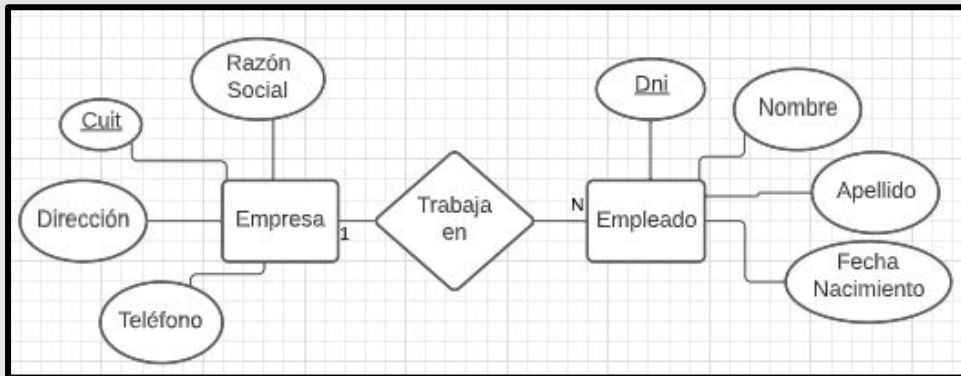 Razón
Social
Cuit
Dirección
Empresa
Teléfono
1
Trabaja
en
N
Dni
Nombre
Empleado
Apellido
Fecha
Nacimiento